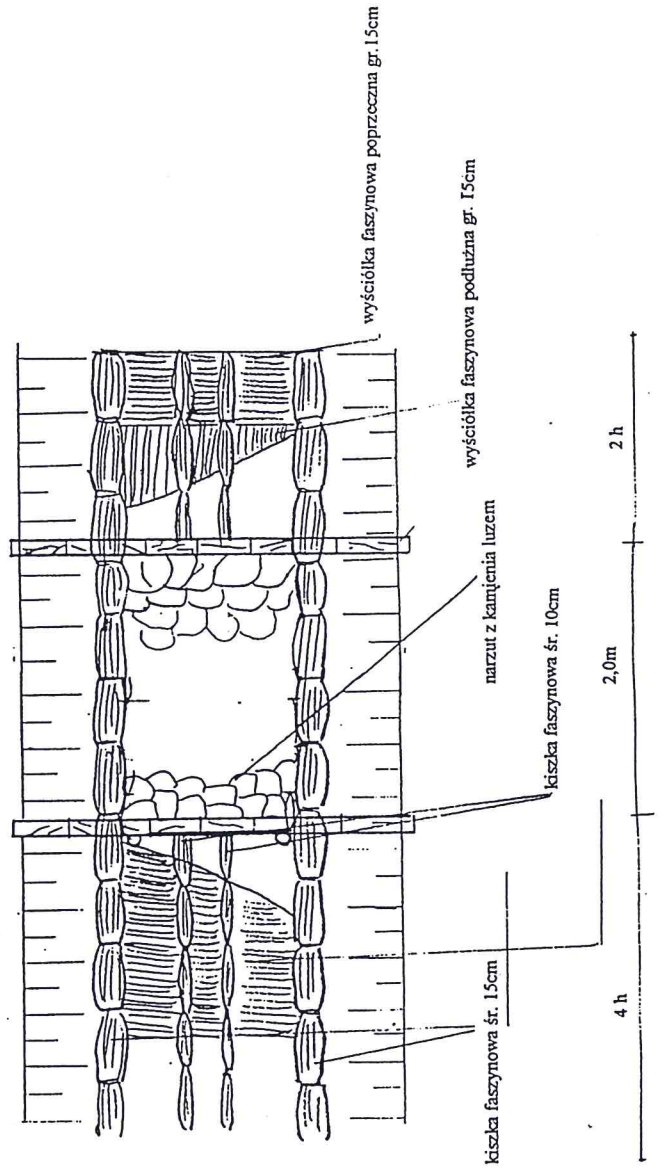 wyściółka faszynowa poprzeczna gr. 15cm
wyściółka faszynowa podłużna gr. 15cm
narzut z kamienia luzem
kiszka faszynowa śr. 10cm
kiszka faszynowa śr. 15cm
4 h
2,0m
2 h